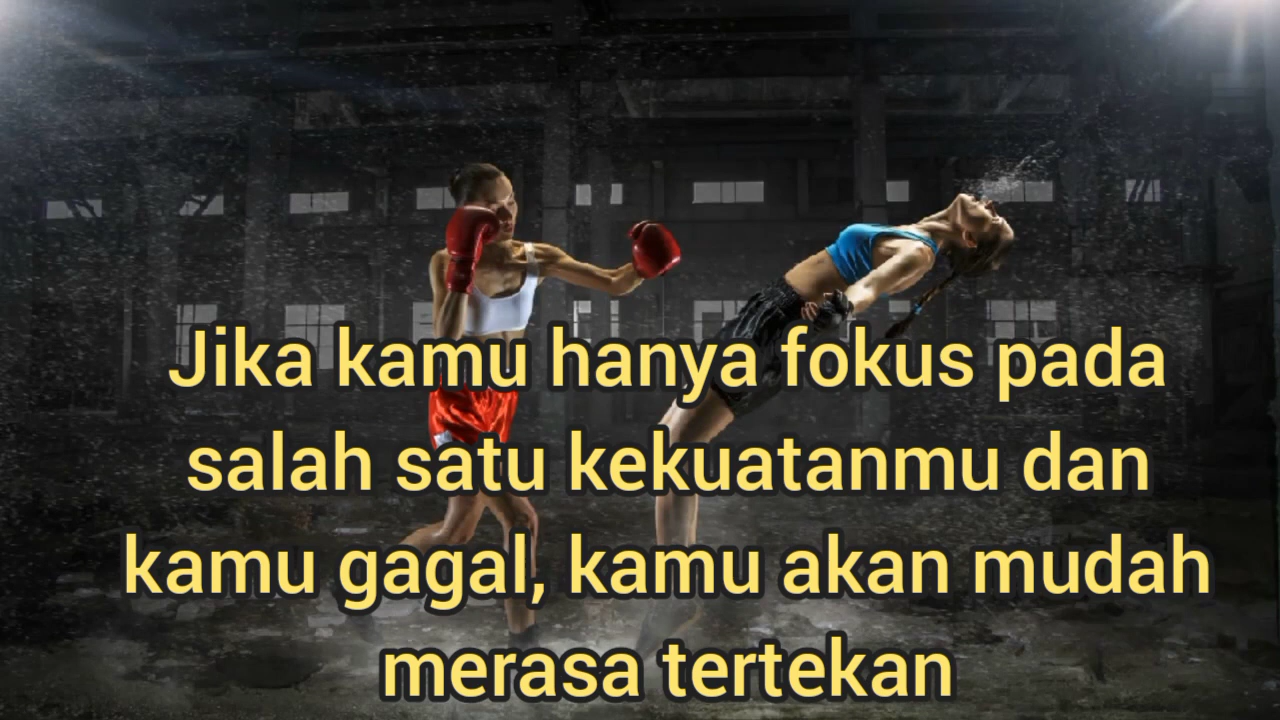 Jika kamu hanya fokus pada
salah satu kekuatanmu dan
kamu gagal, kamu akan mudah
merasa tertekan